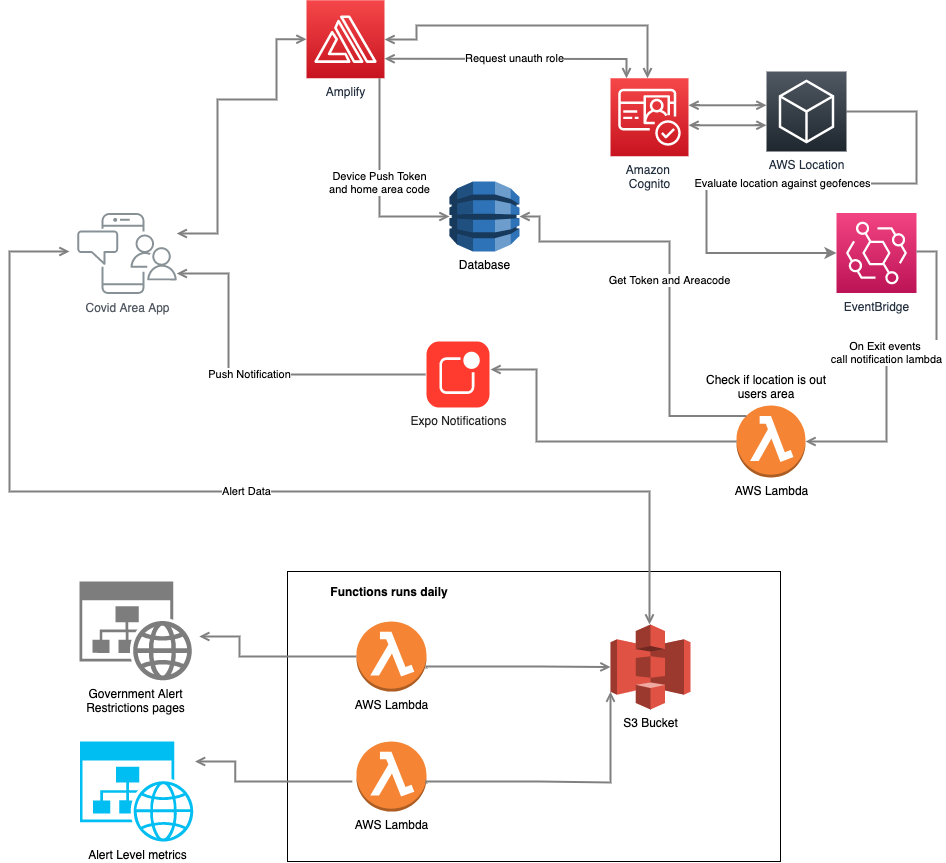 Amplify
Request unauth role
Amazon
Cognito
AWS Location
Evaluate location against geofences
Device Push Token
and home area code
Database
Covid Area App
Get Token and Areacode
EventBridge
On Exit events
call notification lambda
Push Notification
Expo Notifications
Check if location is out
users area
AWS Lambda
Alert Data
Functions runs daily
Government Alert
Restrictions pages
AWS Lambda
S3 Bucket
Alert Level metrics
AWS Lambda